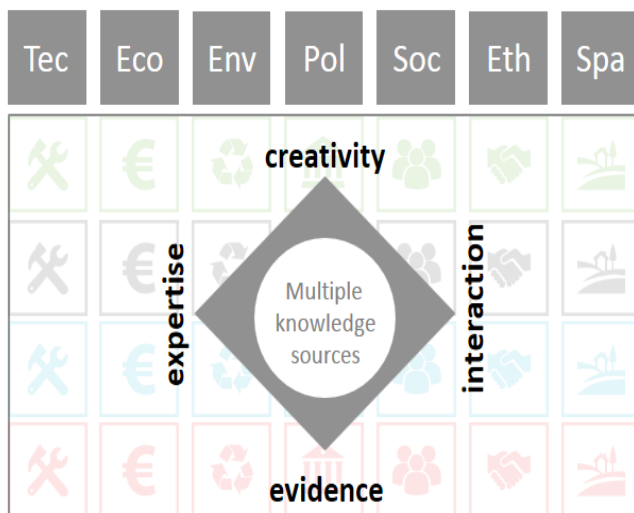 Tec Eco Env Pol Soc Eth Spa
creativity
expertise
Multiple
knowledge
sources
interaction
evidence